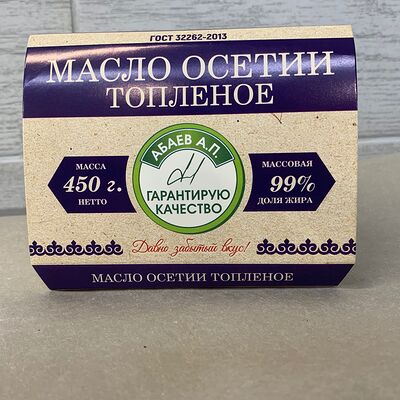 ГОСТ 32262-2013
МАСЛО ОСЕТИИ
ТОПЛЕНОЕ
АБАЕВ А.П.
ГАРАНТИРУЮ
КАЧЕСТВО
МАССА
450 г.
НЕТТО
МАССОВАЯ
99%
ДОЛЯ ЖИРА
Давно забытый вкус!
МАСЛО ОСЕТИИ ТОПЛЕНОЕ